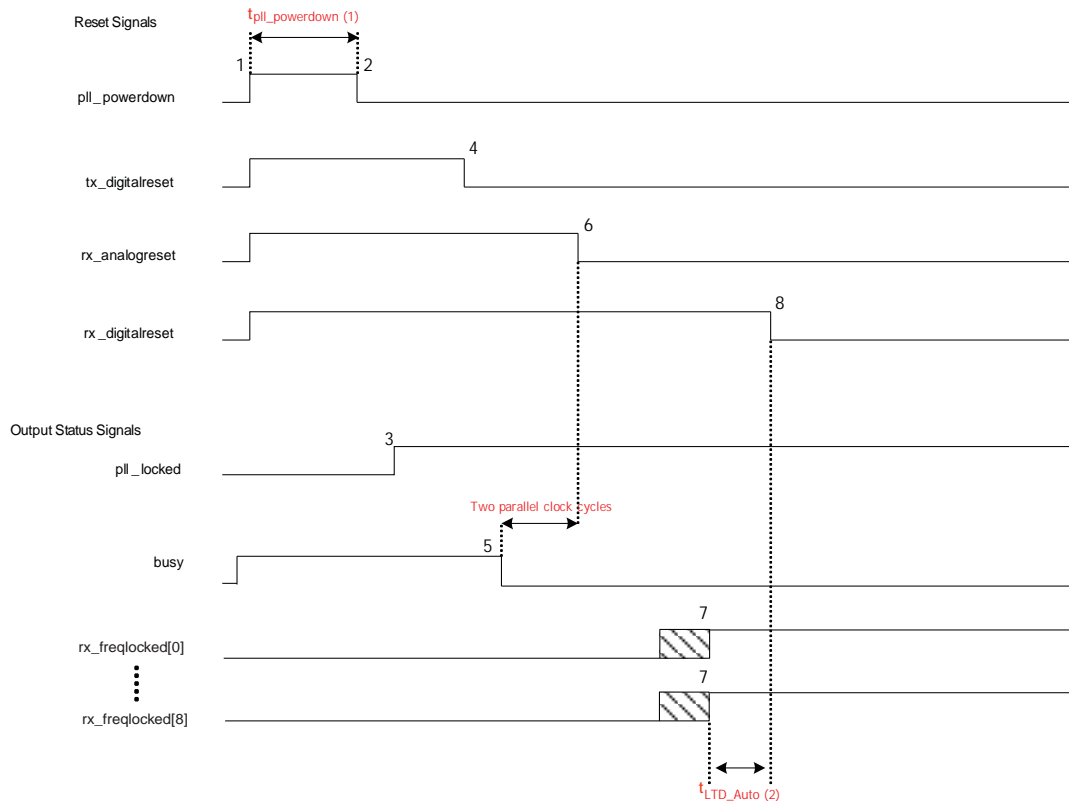 Reset Signals
tpll_powerdown (1)
1
2
pll_powerdown
4
tx_digitalreset
6
rx_analogreset
8
rx_digitalreset
Output Status Signals
3
pll_locked
Two parallel clock cycles
5
busy
7
rx_freqlocked[0]
7
rx_freqlocked[8]
tLTD_Auto (2)